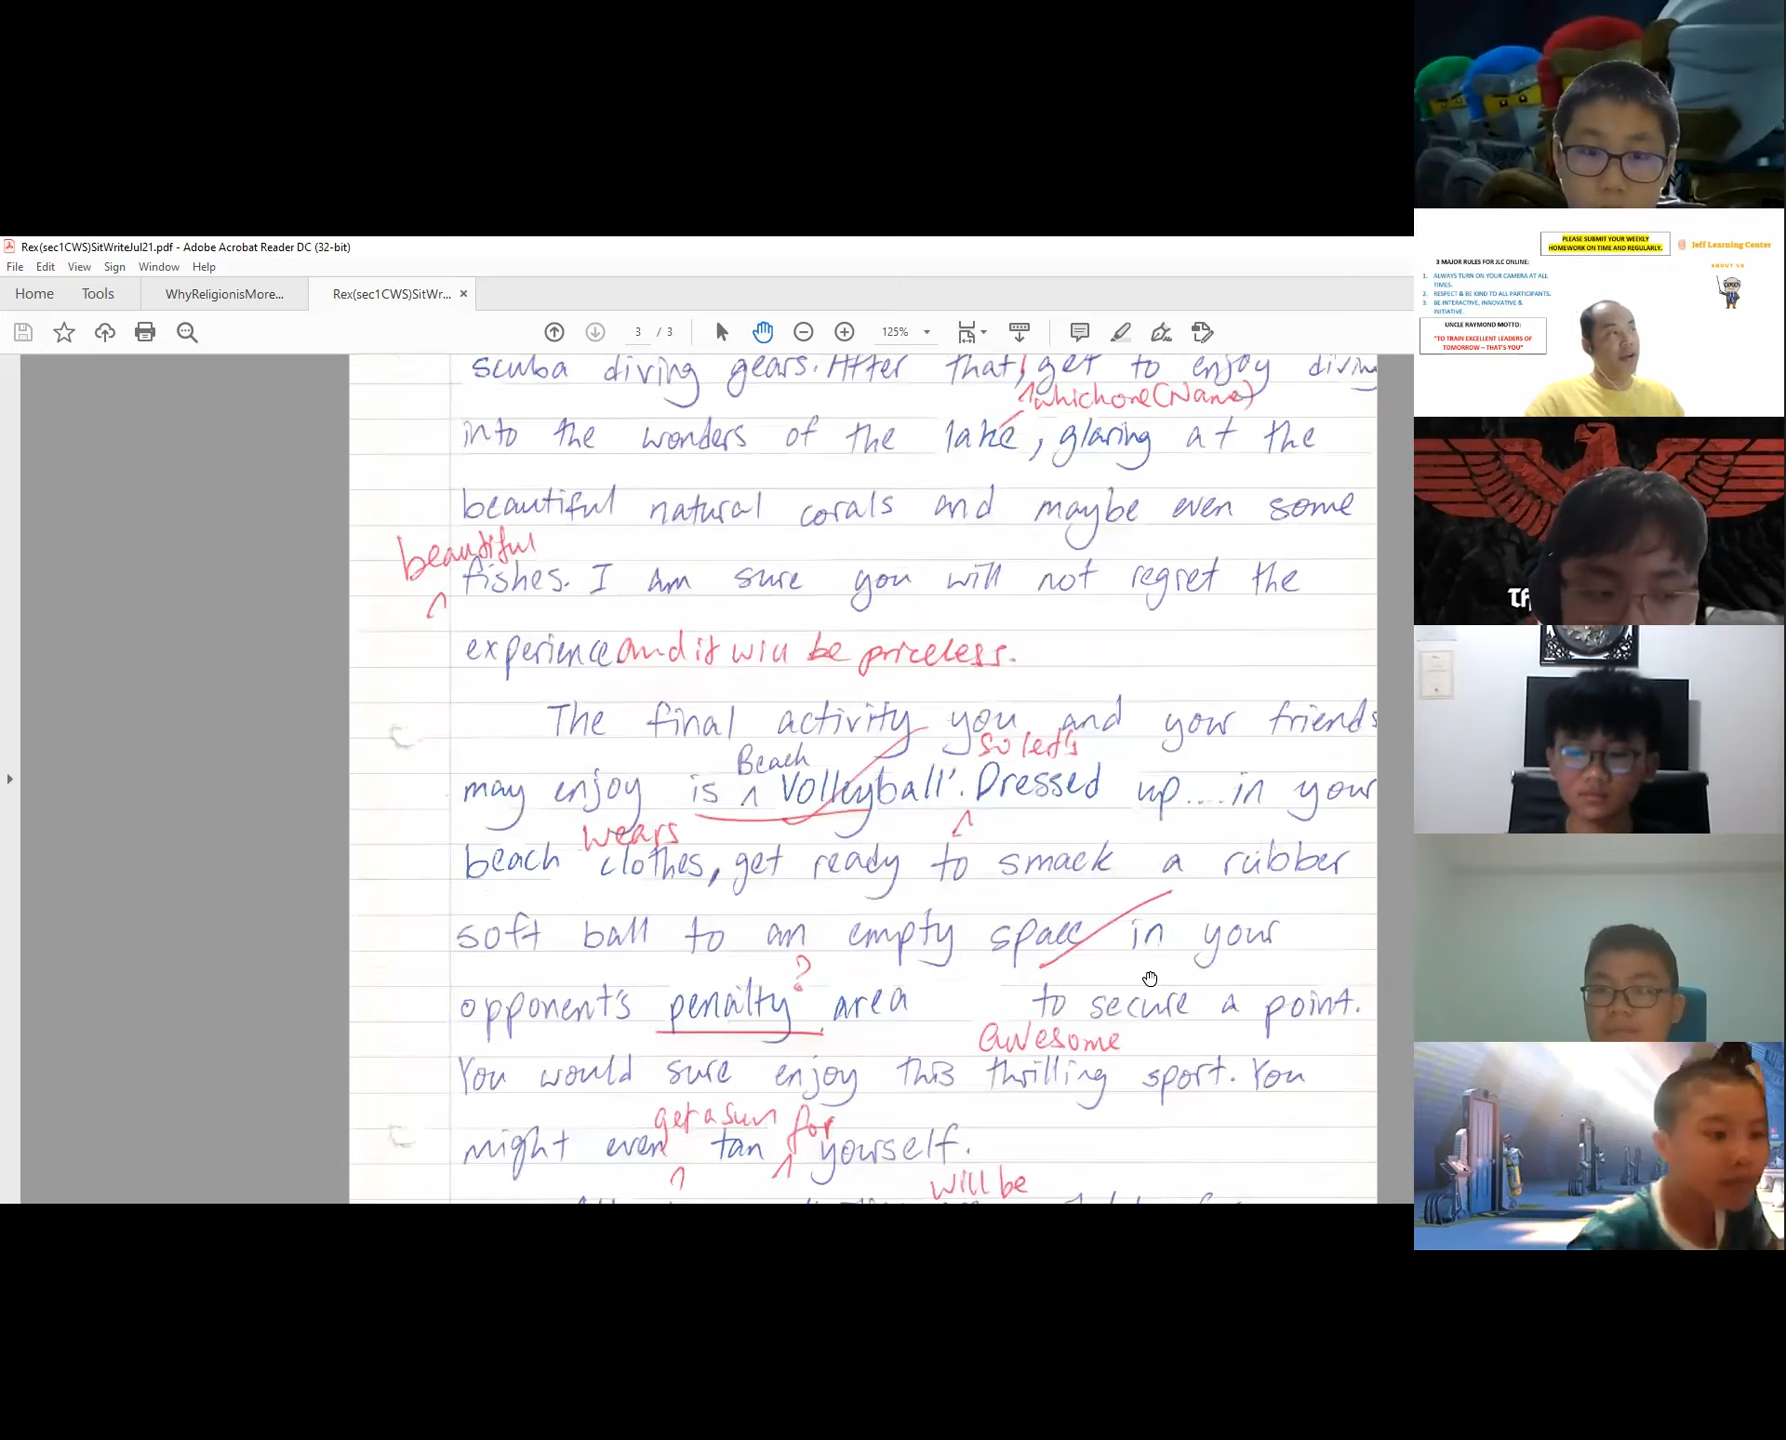 Rex(sec1CWS)SitWriteJul21.pdf - Adobe Acrobat Reader DC (32-bit)
File Edit View Sign Window Help
Home Tools WhyReligionisMore... Rex(sec1CWS)SitWr... ×
3 / 3 125%
scuba diving gears. After that, get to enjoy diving
which one (Name)
into the wonders of the lake, glaring at the
beautiful natural corals and maybe even some
beautiful
fishes. I am sure you will not regret the
experience and it will be priceless.
The final activity you and your friends
Beach so let's
may enjoy is Volleyball'. Dressed up.... in your
wears
beach clothes, get ready to smack a rubber
soft ball to an empty space in your
?
opponent's penalty area to secure a point.
awesome
You would sure enjoy this thrilling sport. You
get a sun for
might even tan yourself.
will be
PLEASE SUBMIT YOUR WEEKLY
HOMEWORK ON TIME AND REGULARLY.
Jeff Learning Center
ABOUT US
3 MAJOR RULES FOR JLC ONLINE:
1. ALWAYS TURN ON YOUR CAMERA AT ALL
TIMES.
2. RESPECT & BE KIND TO ALL PARTICIPANTS.
3. BE INTERACTIVE, INNOVATIVE &
INITIATIVE.
UNCLE RAYMOND MOTTO:
"TO TRAIN EXCELLENT LEADERS OF
TOMORROW – THAT'S YOU"